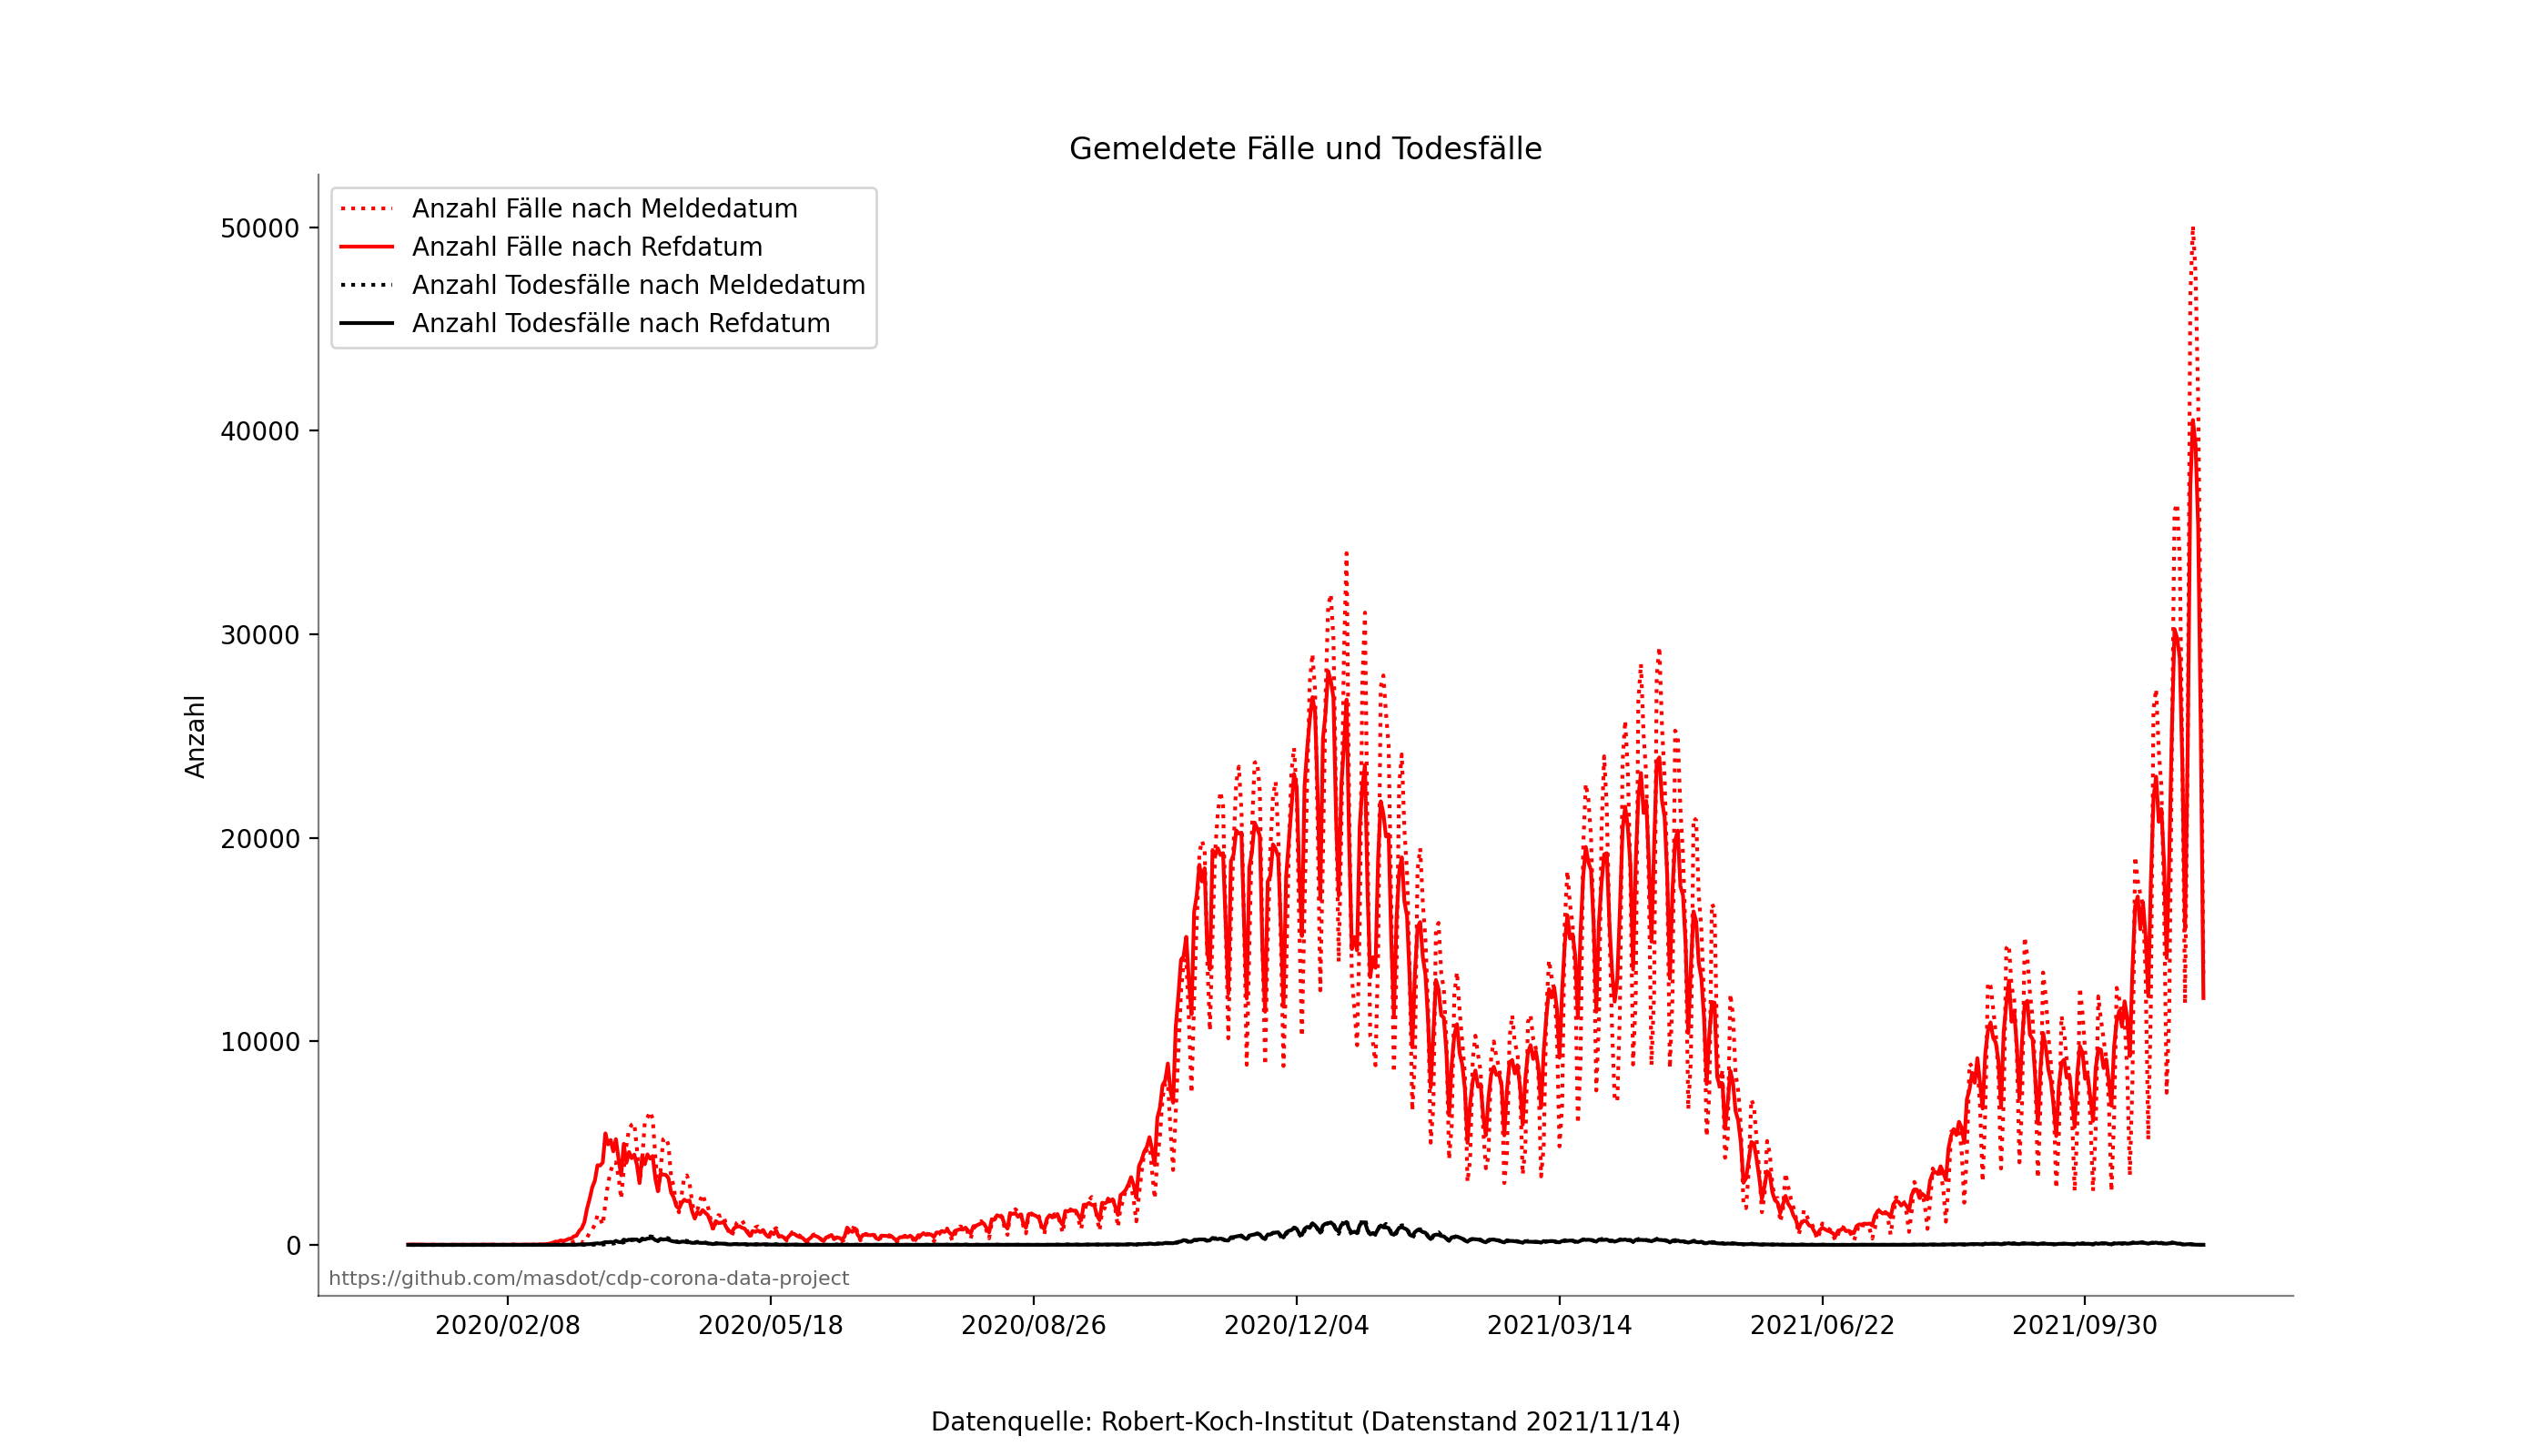 Gemeldete Fälle und Todesfälle
Anzahl Fälle nach Meldedatum
Anzahl Fälle nach Refdatum
Anzahl Todesfälle nach Meldedatum
Anzahl Todesfälle nach Refdatum
50000
40000
30000
20000
10000
0
Anzahl
https://github.com/masdot/cdp-corona-data-project
2020/02/08 2020/05/18 2020/08/26 2020/12/04 2021/03/14 2021/06/22 2021/09/30
Datenquelle: Robert-Koch-Institut (Datenstand 2021/11/14)